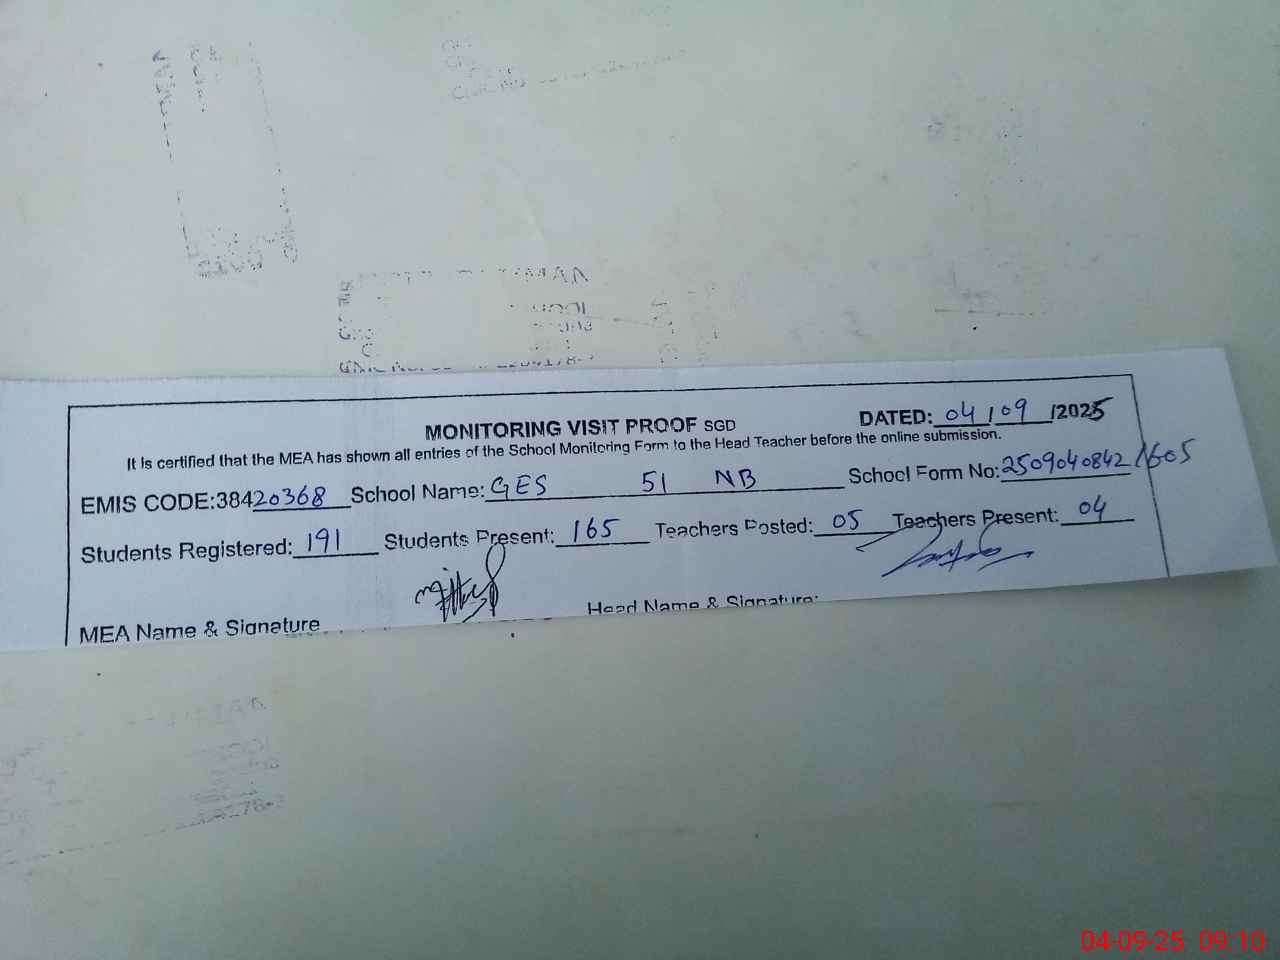 MONITORING VISIT PROOF SGD
DATED: 04/09/2025
It is certified that the MEA has shown all entries of the School Monitoring Form to the Head Teacher before the online submission.
EMIS CODE:38420368 School Name: GES 51 NB School Form No: 2509040842/605
Students Registered: 191 Students Present: 165 Teachers Posted: 05 Teachers Present: 04
MEA Name & Signature
Head Name & Signature:
04-09-25 09:10